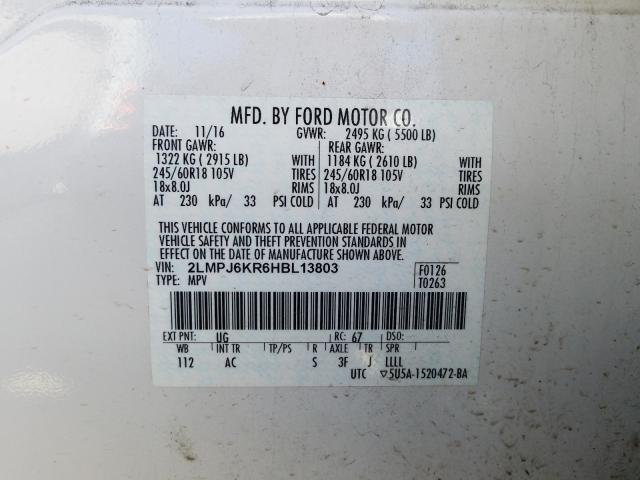 MFD. BY FORD MOTOR CO.
DATE: 11/16 GVWR: 2495 KG ( 5500 LB)
FRONT GAWR: REAR GAWR:
1322 KG ( 2915 LB) WITH 1184 KG ( 2610 LB) WITH
245/60R18 105V TIRES 245/60R18 105V TIRES
18x8.0J RIMS 18x8.0J RIMS
AT 230 kPa/ 33 PSI COLD AT 230 kPa/ 33 PSI COLD
THIS VEHICLE CONFORMS TO ALL APPLICABLE FEDERAL MOTOR
VEHICLE SAFETY AND THEFT PREVENTION STANDARDS IN
EFFECT ON THE DATE OF MANUFACTURE SHOWN ABOVE.
VIN: 2LMPJ6KR6HBL13803 F0126
TYPE: MPV T0263
EXT PNT: UG RC: 67 DSO:
WB INT TR TP/PS R AXLE TR SPR
112 AC S 3F J LLLL
UTC ▽5U5A-1520472-BA